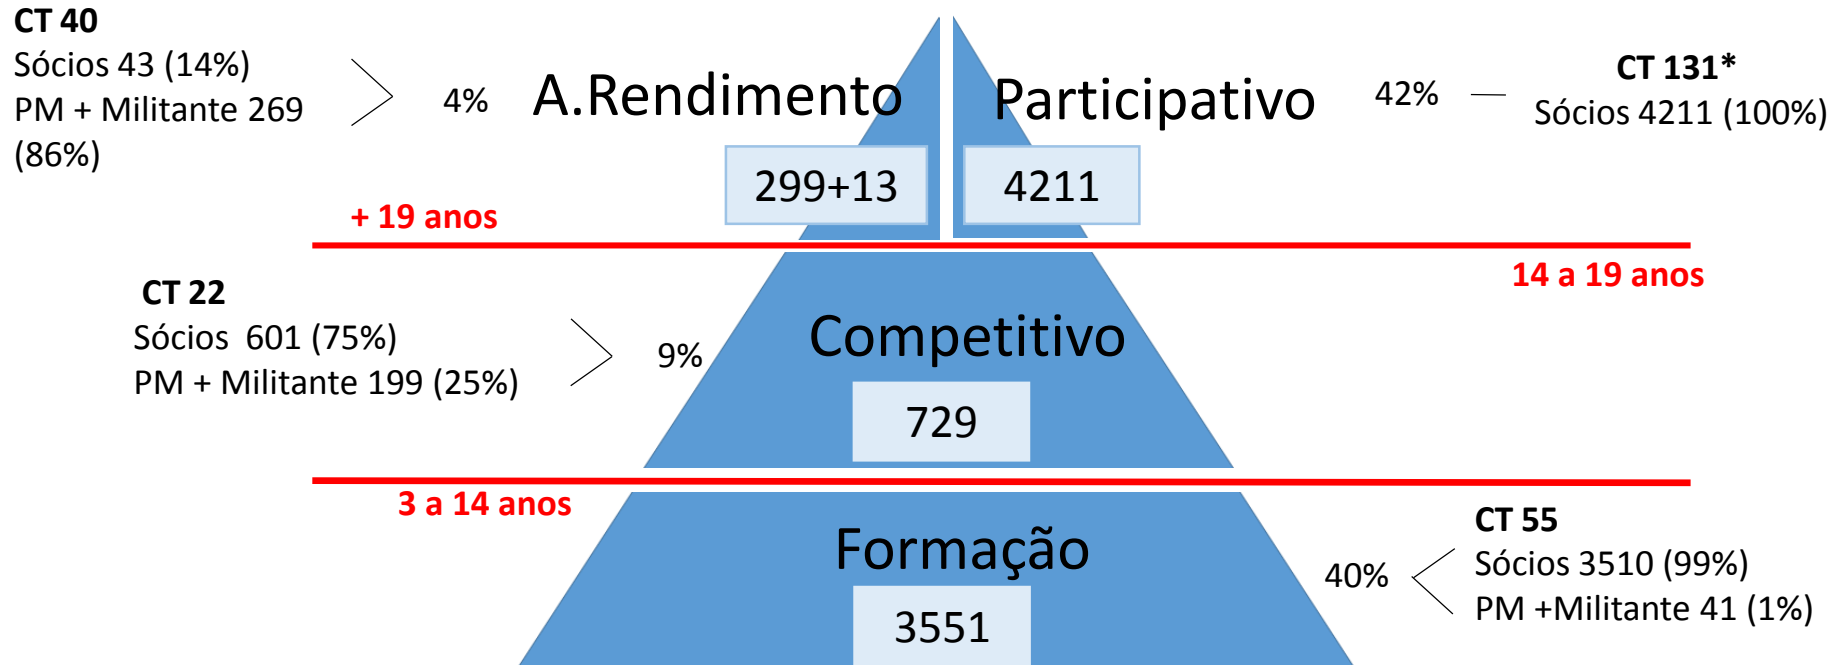 CT 40
Sócios 43 (14%)
PM + Militante 269
(86%)
4%
A.Rendimento
299+13
Participativo
4211
42%
CT 131*
Sócios 4211 (100%)
+ 19 anos
14 a 19 anos
CT 22
Sócios 601 (75%)
PM + Militante 199 (25%)
9%
Competitivo
729
3 a 14 anos
Formação
3551
40%
CT 55
Sócios 3510 (99%)
PM +Militante 41 (1%)